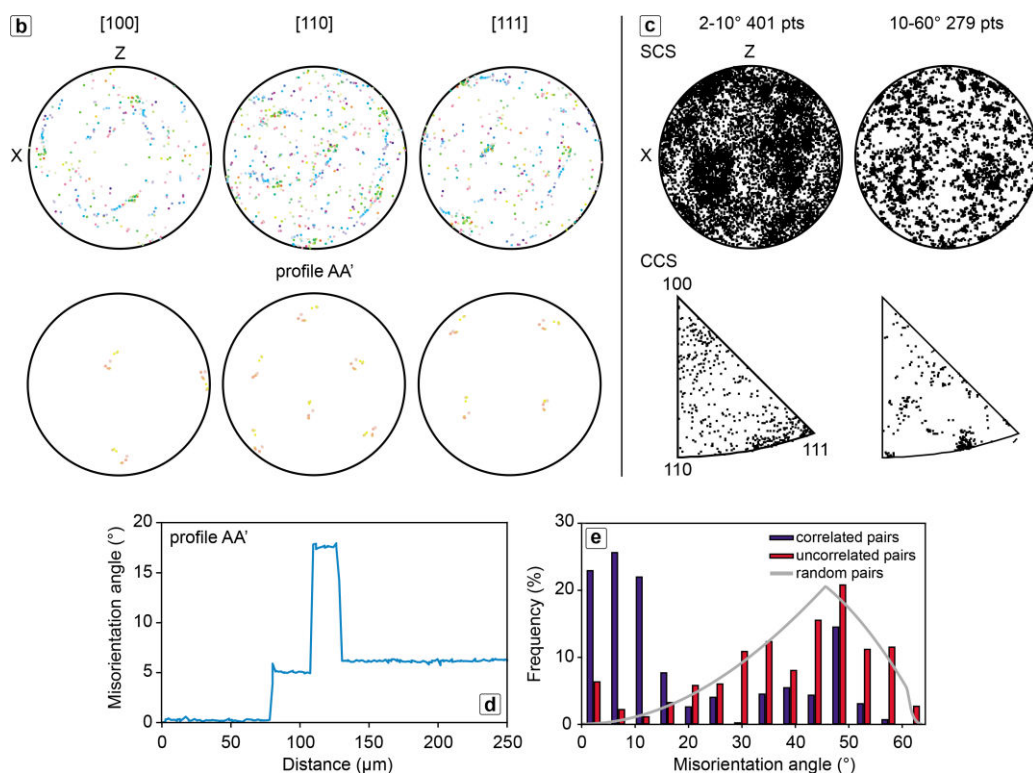 b
[100]
[110]
[111]
Z
X
profile AA’
c
2-10° 401 pts
10-60° 279 pts
SCS
Z
X
CCS
100
110
111
20
15
10
5
0
Misorientation angle (°)
profile AA’
d
0
50
100
150
200
250
Distance (μm)
30
20
10
0
Frequency (%)
e
correlated pairs
uncorrelated pairs
random pairs
0
10
20
30
40
50
60
Misorientation angle (°)